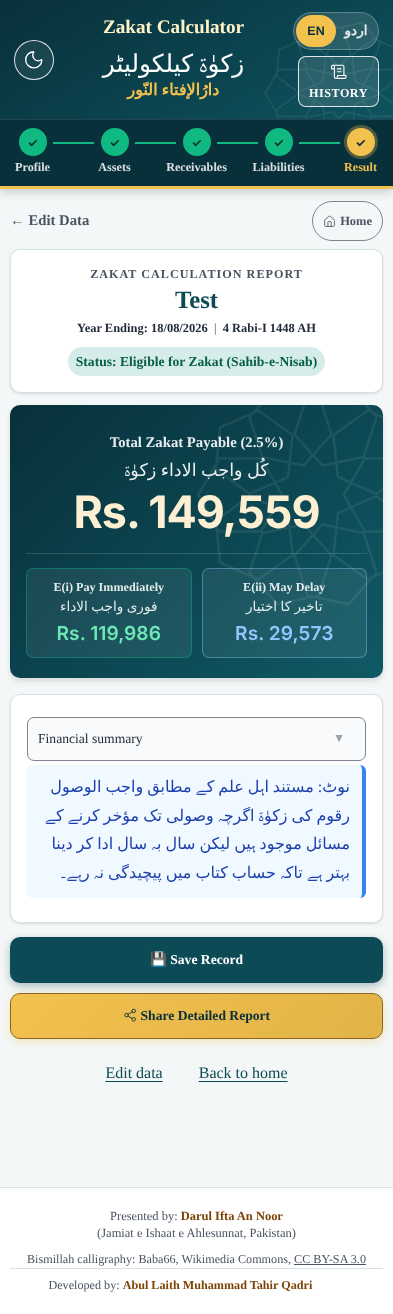 Zakat Calculator
زکوٰۃ کیلکولیٹر
دارُالإفتاء النّور
EN اردو
HISTORY
Profile Assets Receivables Liabilities Result
← Edit Data
Home
ZAKAT CALCULATION REPORT
Test
Year Ending: 18/08/2026 | 4 Rabi-I 1448 AH
Status: Eligible for Zakat (Sahib-e-Nisab)
Total Zakat Payable (2.5%)
کُل واجب الاداء زکوٰۃ
Rs. 149,559
E(i) Pay Immediately
فوری واجب الاداء
Rs. 119,986
E(ii) May Delay
تاخیر کا اختیار
Rs. 29,573
Financial summary ▼
نوٹ: مستند اہل علم کے مطابق واجب الوصول
رقوم کی زکوٰۃ اگرچہ وصولی تک مؤخر کرنے کے
مسائل موجود ہیں لیکن سال بہ سال ادا کر دینا
بہتر ہے تاکہ حساب کتاب میں پیچیدگی نہ رہے۔
💾 Save Record
Share Detailed Report
Edit data Back to home
Presented by: Darul Ifta An Noor
(Jamiat e Ishaat e Ahlesunnat, Pakistan)
Bismillah calligraphy: Baba66, Wikimedia Commons, CC BY-SA 3.0
Developed by: Abul Laith Muhammad Tahir Qadri